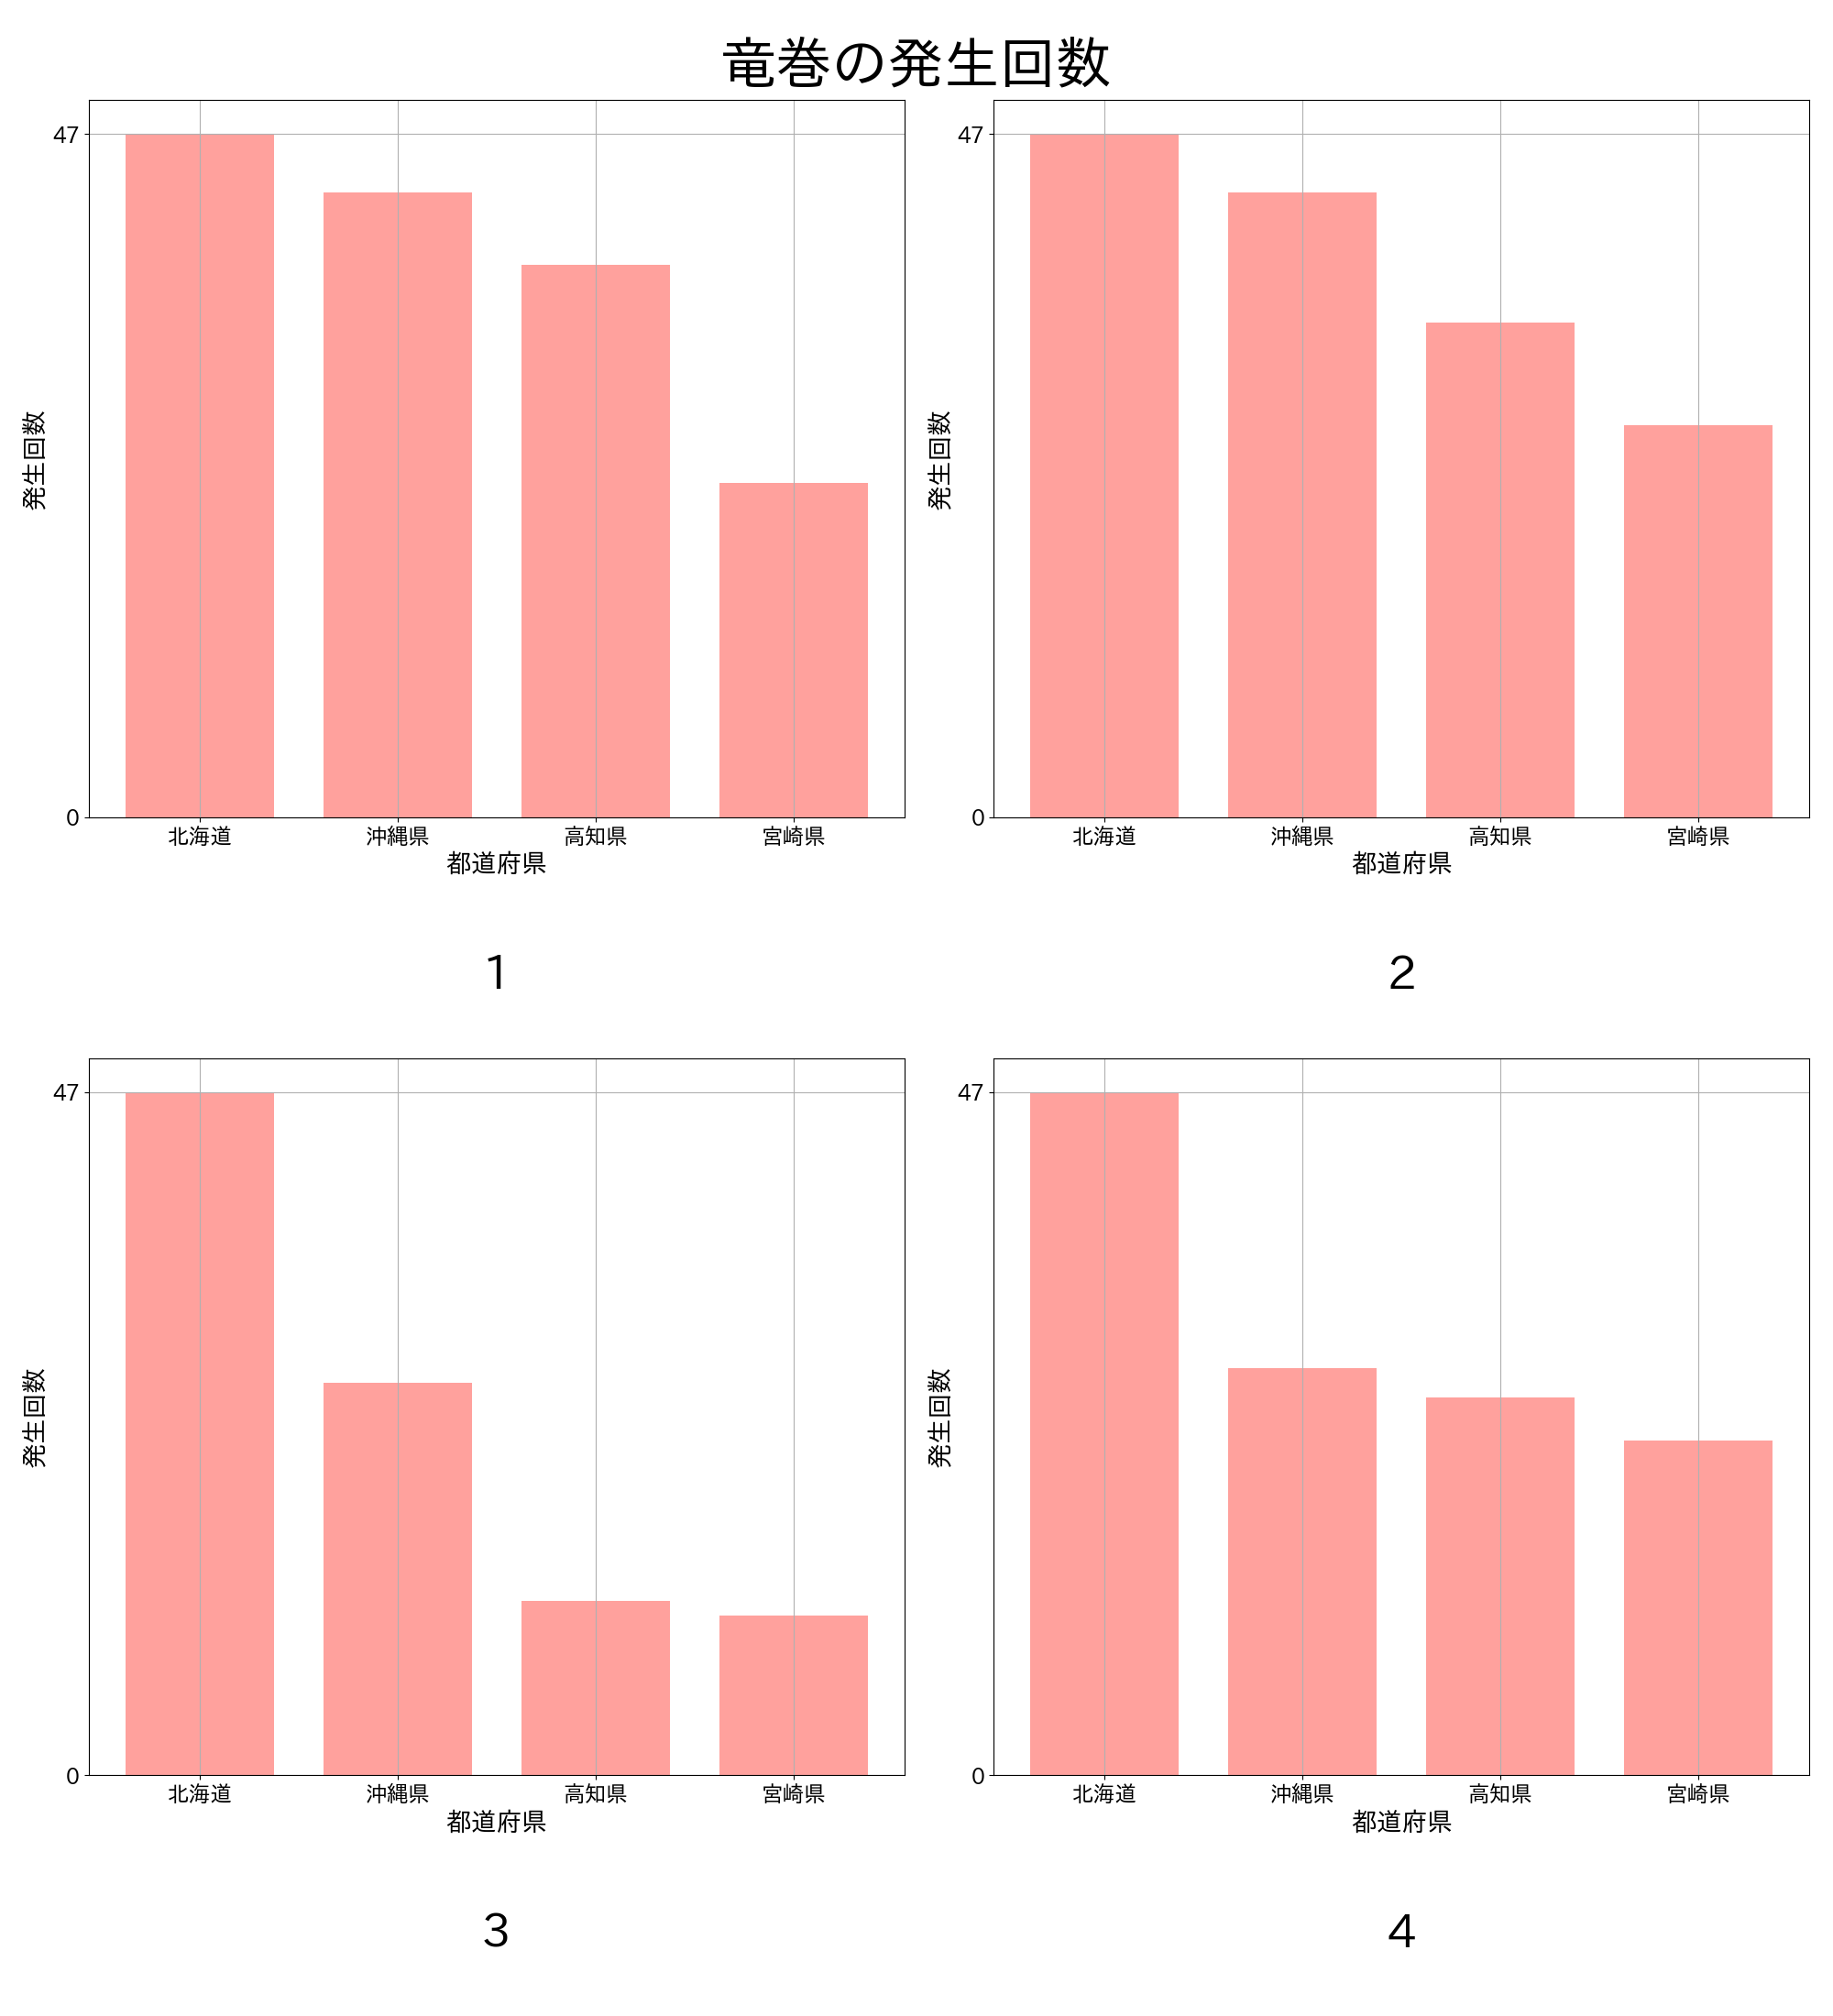 竜巻の発生回数
47
0
発生回数
北海道 沖縄県 高知県 宮崎県
都道府県
1
47
0
発生回数
北海道 沖縄県 高知県 宮崎県
都道府県
2
47
0
発生回数
北海道 沖縄県 高知県 宮崎県
都道府県
3
47
0
発生回数
北海道 沖縄県 高知県 宮崎県
都道府県
4